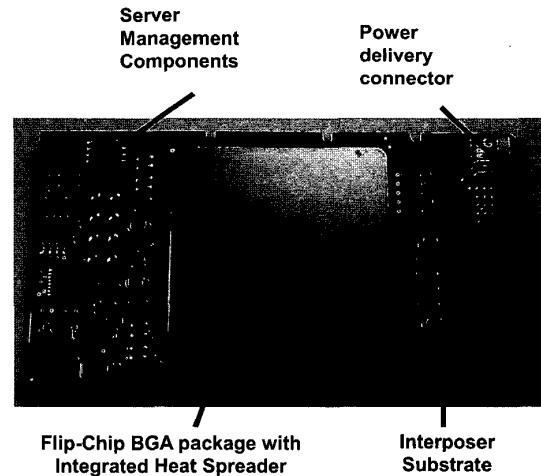 Server
Management
Components
Power
delivery
connector
Flip-Chip BGA package with
Integrated Heat Spreader
Interposer
Substrate